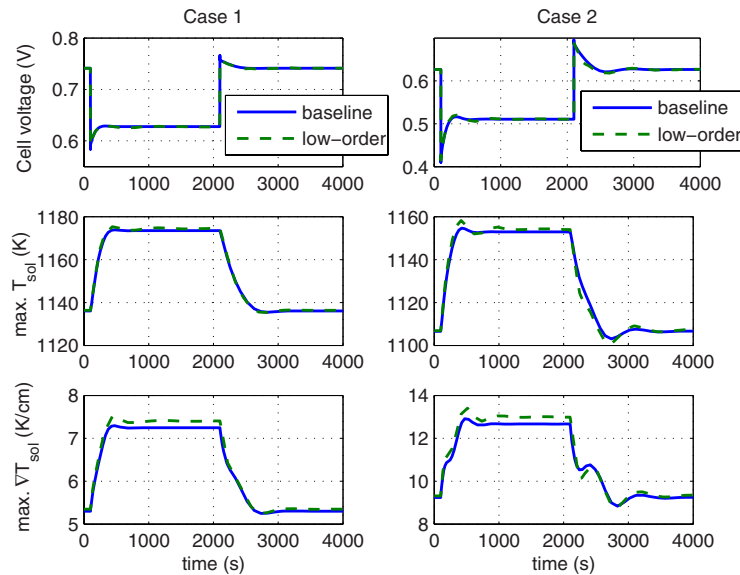 Case 1
Case 2
Cell voltage (V)
0.8
0.6
0 1000 2000 3000 4000
baseline
low-order
0.6
0.5
0.4
0 1000 2000 3000 4000
baseline
low-order
max. T_sol (K)
1180
1160
1140
1120
0 1000 2000 3000 4000
1160
1140
1120
1100
0 1000 2000 3000 4000
max. ∇T_sol (K/cm)
8
7
6
5
0 1000 2000 3000 4000
time (s)
14
12
10
8
0 1000 2000 3000 4000
time (s)